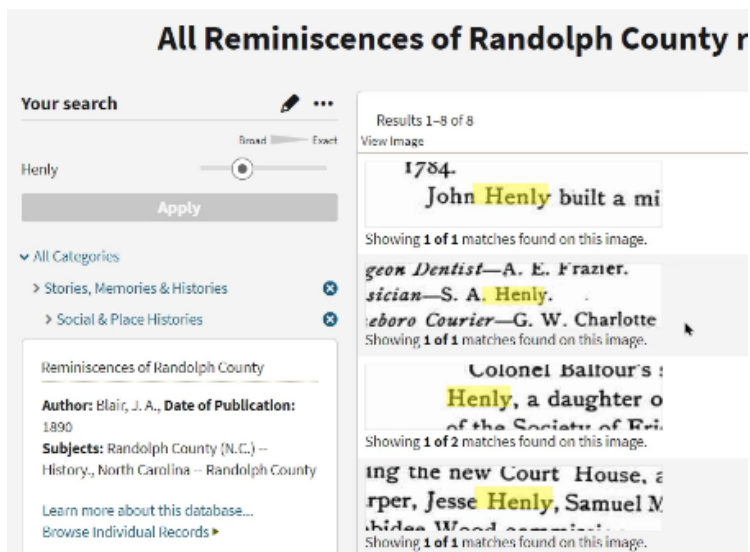 All Reminiscences of Randolph County
Your search
Broad
Exact
Henly
Apply
All Categories
Stories, Memories & Histories
Social & Place Histories
Reminiscences of Randolph County
Author: Blair, J. A., Date of Publication:
1890
Subjects: Randolph County (N.C.) --
History., North Carolina -- Randolph County
Learn more about this database...
Browse Individual Records
Results 1–8 of 8
View Image
1784.
John Henly built a mi
Showing 1 of 1 matches found on this image.
geon Dentist—A. E. Frazier.
sician—S. A. Henly.
eboro Courier—G. W. Charlotte
Showing 1 of 1 matches found on this image.
Colonel Balfour's
Henly, a daughter o
of the Society of Fri
Showing 1 of 2 matches found on this image.
ing the new Court House, a
rper, Jesse Henly, Samuel M
Wood
Showing 1 of 1 matches found on this image.